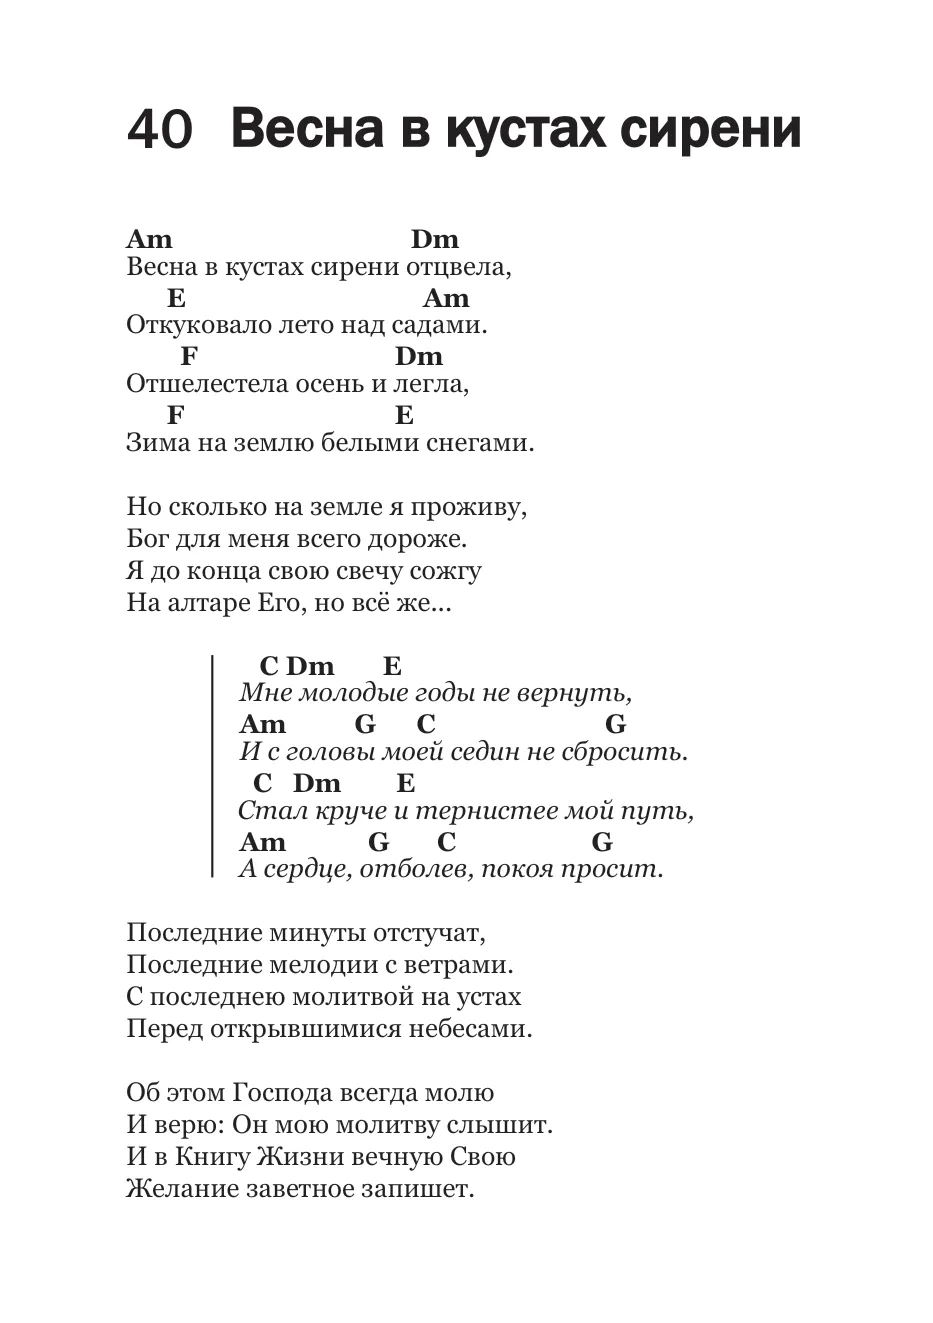 40 Весна в кустах сирени
Am Dm
Весна в кустах сирени отцвела,
E Am
Откуковало лето над садами.
F Dm
Отшелестела осень и легла,
F E
Зима на землю белыми снегами.
Но сколько на земле я проживу,
Бог для меня всего дороже.
Я до конца свою свечу сожгу
На алтаре Его, но всё же...
C Dm E
Мне молодые годы не вернуть,
Am G C G
И с головы моей седин не сбросить.
C Dm E
Стал круче и тернистее мой путь,
Am G C G
А сердце, отболев, покоя просит.
Последние минуты отстучат,
Последние мелодии с ветрами.
С последнею молитвой на устах
Перед открывшимися небесами.
Об этом Господа всегда молю
И верю: Он мою молитву слышит.
И в Книгу Жизни вечную Свою
Желание заветное запишет.